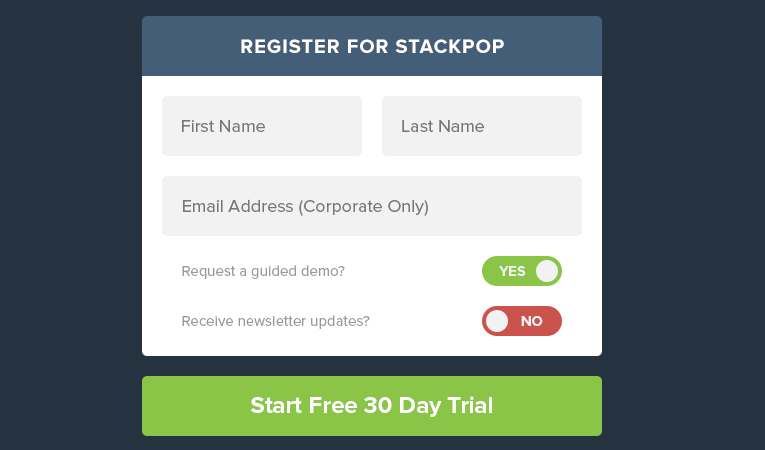 REGISTER FOR STACKPOP
First Name
Last Name
Email Address (Corporate Only)
Request a guided demo?
YES
Receive newsletter updates?
NO
Start Free 30 Day Trial